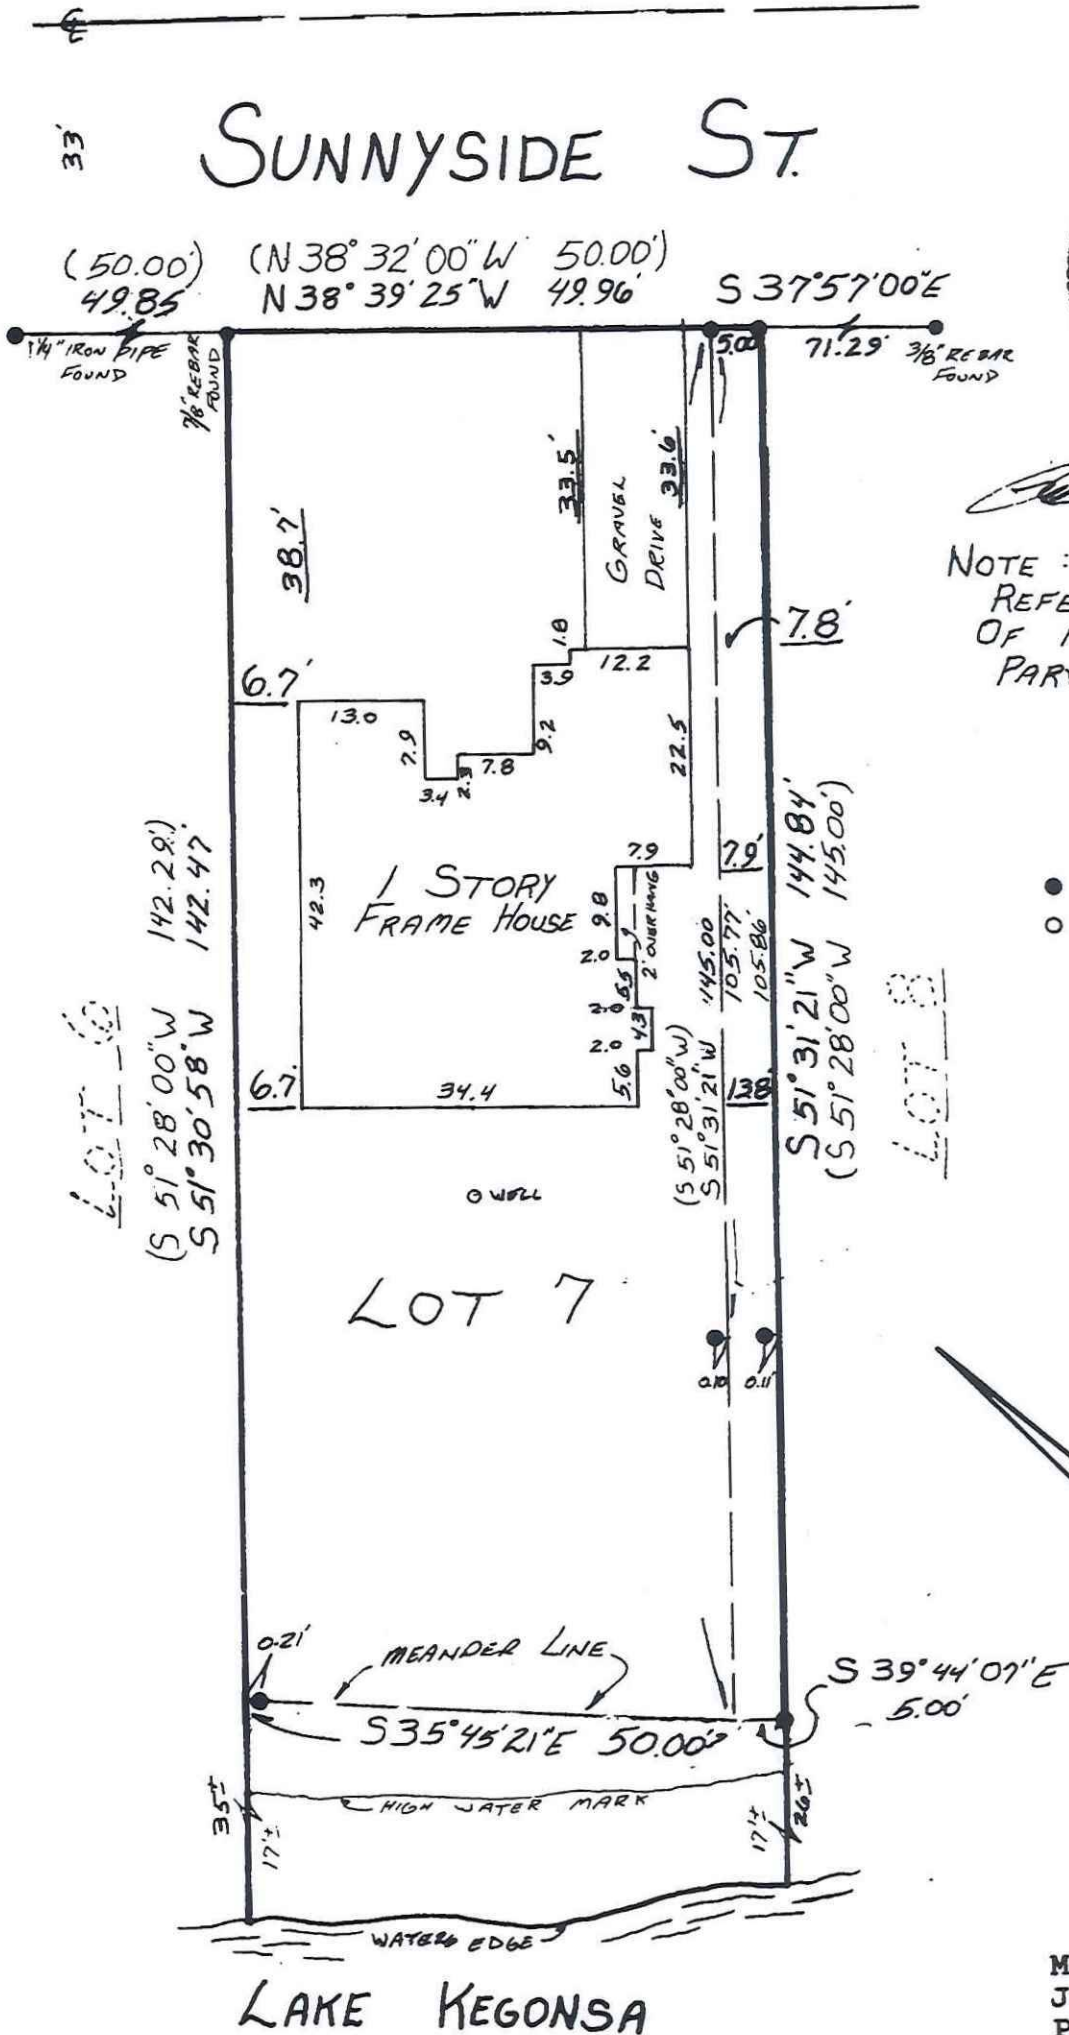 ℄
33'
SUNNYSIDE ST.
(50.00')
49.85
(N 38° 32' 00" W 50.00')
N 38° 39' 25" W 49.96'
S 37° 57' 00" E
1¼" IRON PIPE
FOUND
7/8" REBAR
FOUND
5.00
71.29'
3/8" REBAR
FOUND
33.5'
GRAVEL
DRIVE
33.6'
38.7'
NOTE :
REFE
OF
PAR
7.8'
1.8
12.2
3.9
6.7'
13.0
7.9
9.2
7.8
2.3
3.4
22.5
7.9
7.9'
42.3
1 STORY
FRAME HOUSE
9.8
2' OVERHANG
2.0
5.5
2.0
4.3
2.0
5.6
34.4
6.7'
13.8'
145.00
105.77'
105.86'
(S 51° 28' 00" W)
S 51° 31' 21" W
S 51° 31' 21" W 144.84'
(S 51° 28' 00" W 145.00')
LOT 8
LOT 6
(S 51° 28' 00" W 142.29')
S 51° 30' 58" W 142.47'
WELL
LOT 7
0.10
0.11'
0.21'
MEANDER LINE
S 39° 44' 07" E
5.00'
S 35° 45' 21" E 50.00'
35'±
17'±
HIGH WATER MARK
17'±
26'±
WATERS EDGE
LAKE KEGONSA
M
J
P